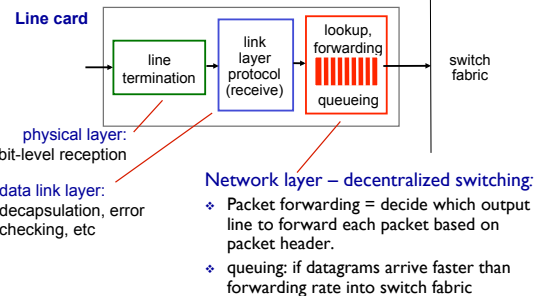 Line card
line
termination
link
layer
protocol
(receive)
lookup,
forwarding
queueing
switch
fabric
physical layer:
bit-level reception
data link layer:
decapsulation, error
checking, etc
Network layer – decentralized switching:
Packet forwarding = decide which output
line to forward each packet based on
packet header.
queuing: if datagrams arrive faster than
forwarding rate into switch fabric